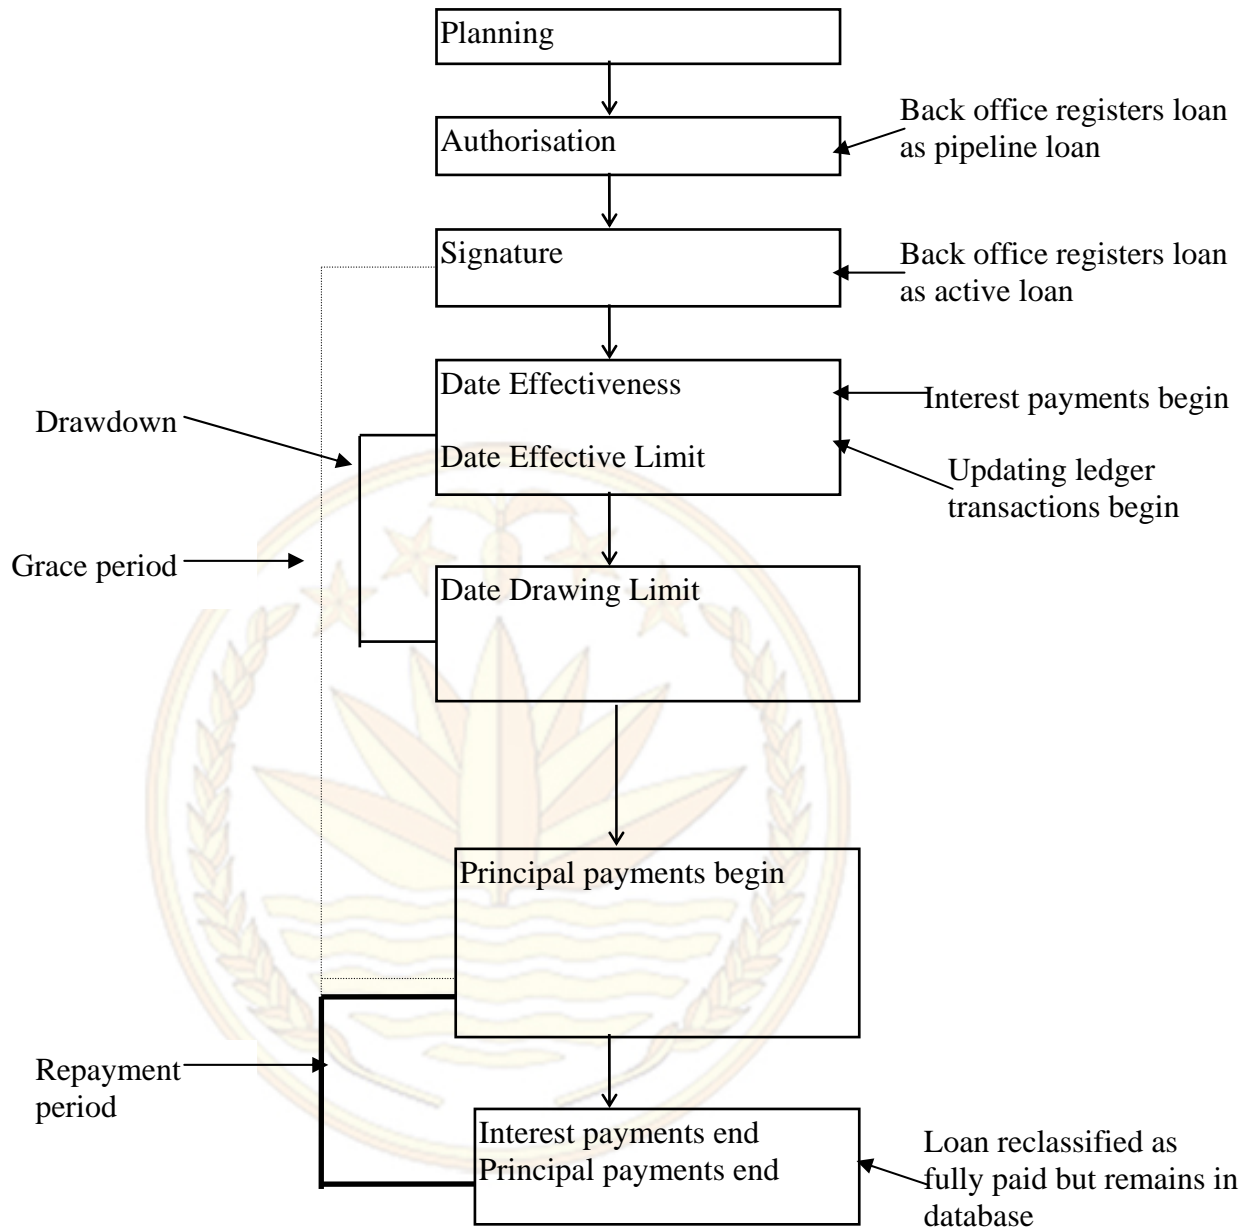 Planning
Authorisation
Back office registers loan
as pipeline loan
Signature
Back office registers loan
as active loan
Date Effectiveness
Interest payments begin
Drawdown
Date Effective Limit
Updating ledger
transactions begin
Grace period
Date Drawing Limit
Principal payments begin
Repayment
period
Interest payments end
Principal payments end
Loan reclassified as
fully paid but remains in
database